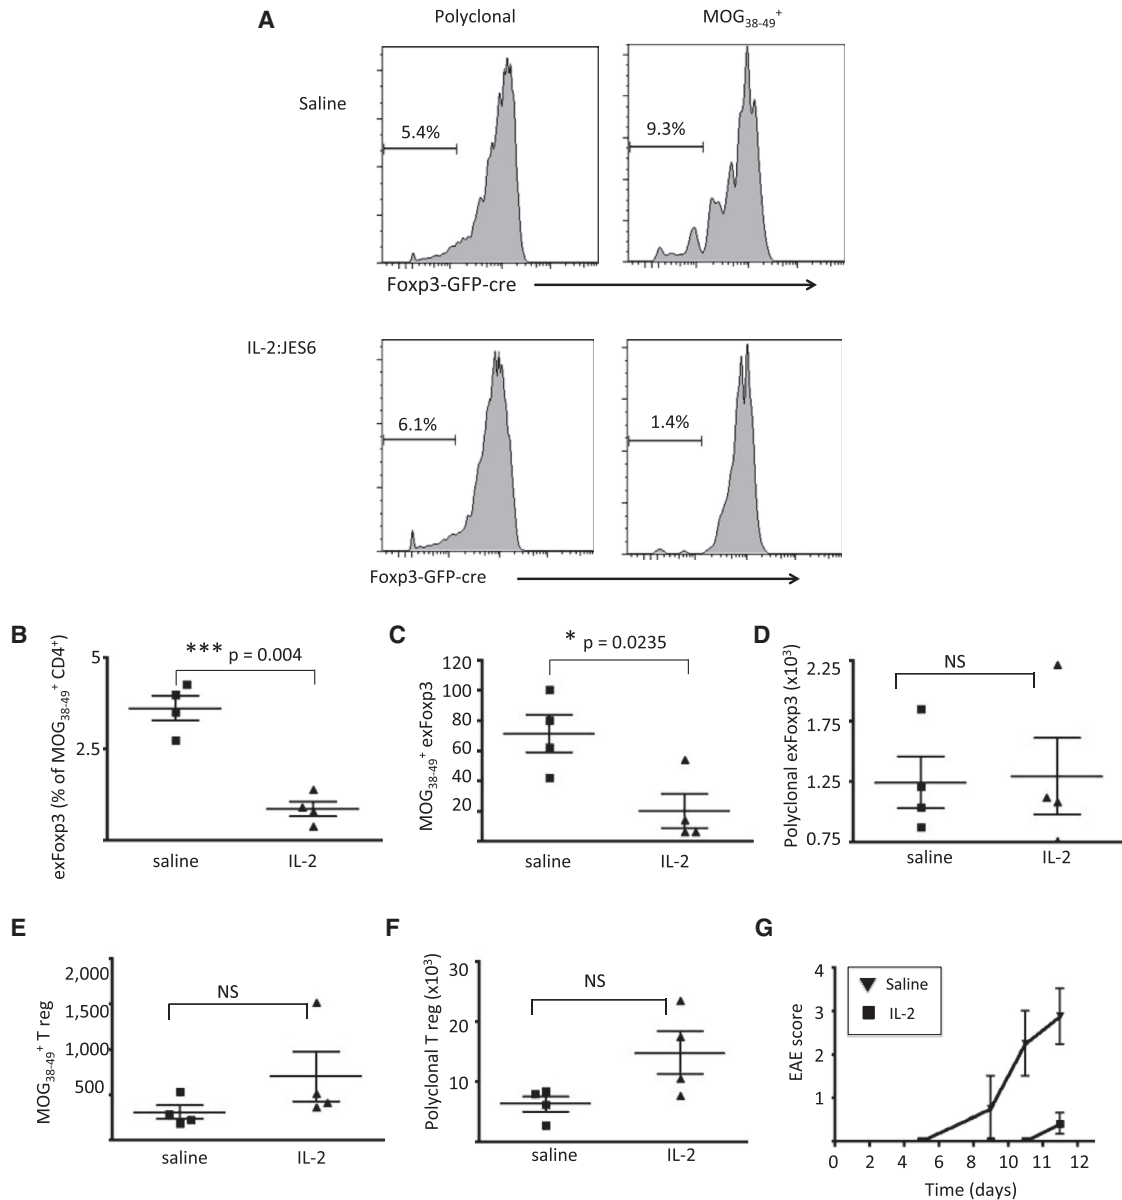 A
Polyclonal
MOG38-49+
Saline
5.4%
9.3%
Foxp3-GFP-cre
IL-2:JES6
6.1%
1.4%
Foxp3-GFP-cre
B
exFoxp3 (% of MOG38-49+ CD4+)
5
2.5
*** p = 0.004
saline
IL-2
C
MOG38-49+ exFoxp3
120
100
80
60
40
20
* p = 0.0235
saline
IL-2
D
Polyclonal exFoxp3 (x10³)
2.25
1.75
1.25
0.75
NS
saline
IL-2
E
MOG38-49+ T reg
2,000
1,500
1,000
500
NS
saline
IL-2
F
Polyclonal T reg (x10³)
30
20
10
NS
saline
IL-2
G
EAE score
4
3
2
1
Saline
IL-2
0 2 4 6 8 10 11 12
Time (days)